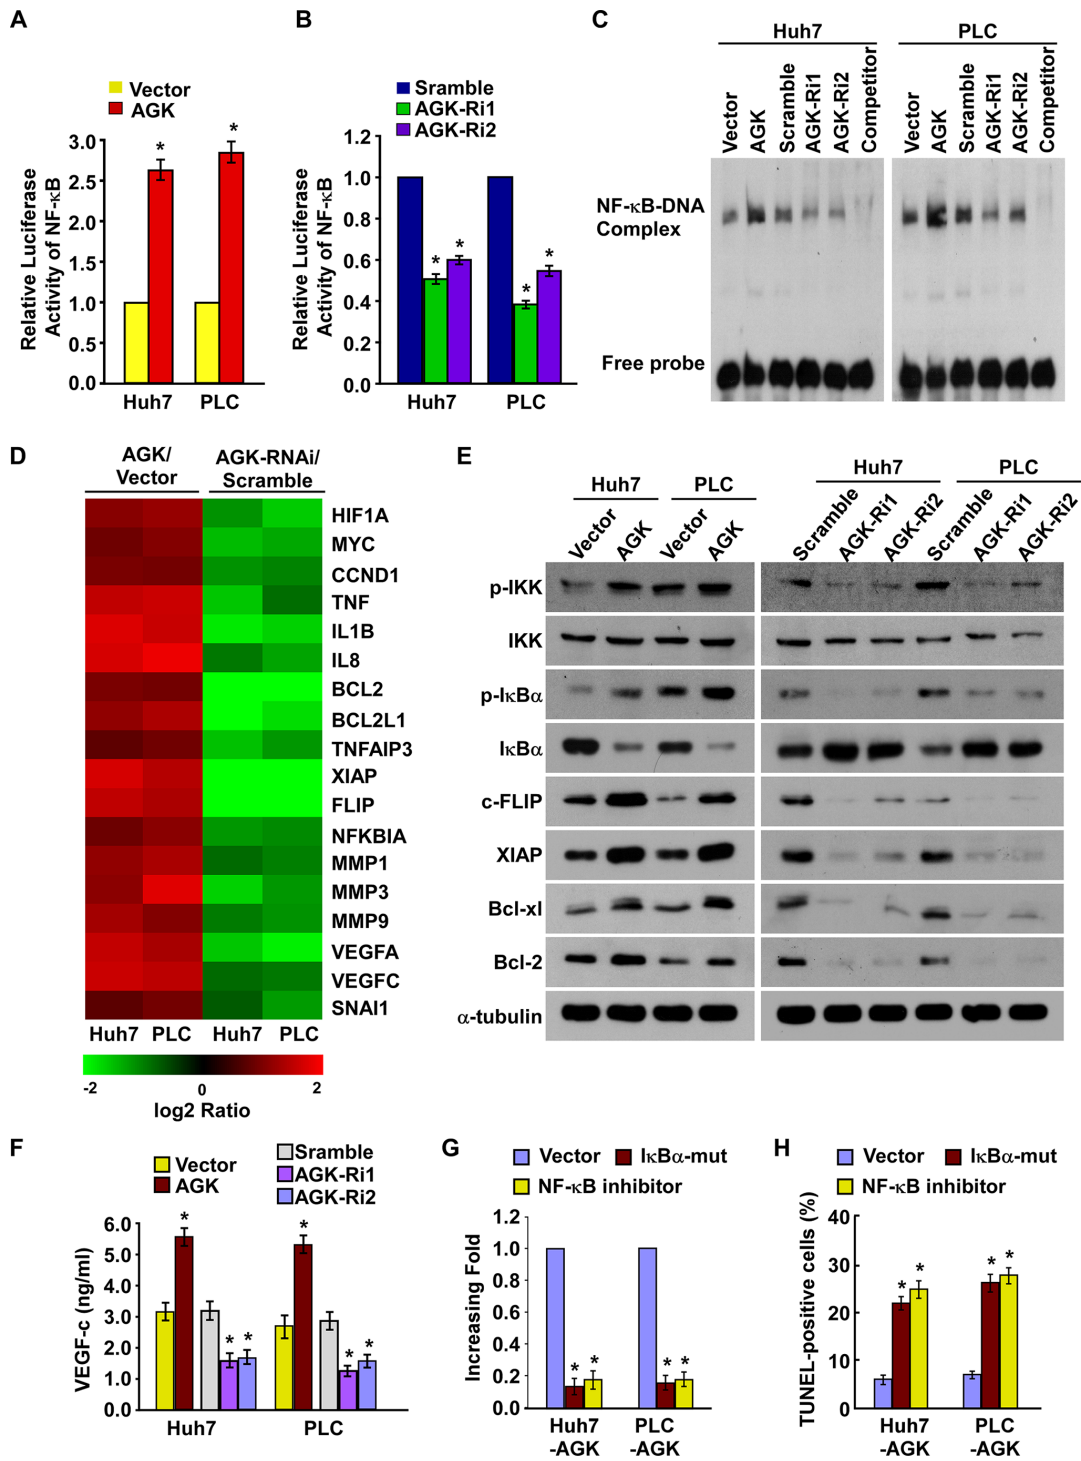 A
Vector
AGK
Relative Luciferase
Activity of NF-κB
3.0
2.5
2.0
1.5
1.0
0.5
0.0
* *
Huh7 PLC
B
Sramble
AGK-Ri1
AGK-Ri2
Relative Luciferase
Activity of NF-κB
1.2
1.0
0.8
0.6
0.4
0.2
0.0
* * * *
Huh7 PLC
C
Huh7 PLC
Vector AGK Scramble AGK-Ri1 AGK-Ri2 Competitor Vector AGK Scramble AGK-Ri1 AGK-Ri2 Competitor
NF-κB-DNA
Complex
Free probe
D
AGK/
Vector
AGK-RNAi/
Scramble
HIF1A
MYC
CCND1
TNF
IL1B
IL8
BCL2
BCL2L1
TNFAIP3
XIAP
FLIP
NFKBIA
MMP1
MMP3
MMP9
VEGFA
VEGFC
SNAI1
Huh7 PLC Huh7 PLC
-2 0 2
log2 Ratio
E
Huh7 PLC Huh7 PLC
Vector AGK Vector AGK Scramble AGK-Ri1 AGK-Ri2 Scramble AGK-Ri1 AGK-Ri2
p-IKK
IKK
p-IκBα
IκBα
c-FLIP
XIAP
Bcl-xl
Bcl-2
α-tubulin
F
Vector
AGK
Sramble
AGK-Ri1
AGK-Ri2
VEGF-c (ng/ml)
6.0
5.0
4.0
3.0
2.0
1.0
0.0
* * * * * *
Huh7 PLC
G
Vector IκBα-mut
NF-κB inhibitor
Increasing Fold
1.2
1.0
0.8
0.6
0.4
0.2
0.0
* * * *
Huh7 PLC
-AGK -AGK
H
Vector IκBα-mut
NF-κB inhibitor
TUNEL-positive cells (%)
40
30
20
10
0
* * * *
Huh7 PLC
-AGK -AGK